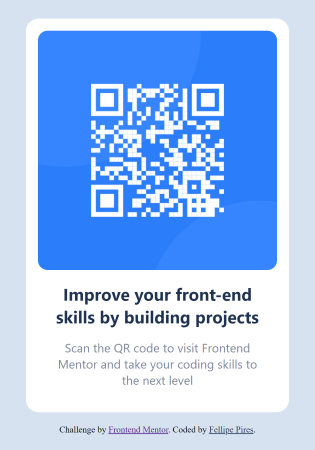 Improve your front-end
skills by building projects
Scan the QR code to visit Frontend
Mentor and take your coding skills to
the next level
Challenge by Frontend Mentor. Coded by Fellipe Pires.